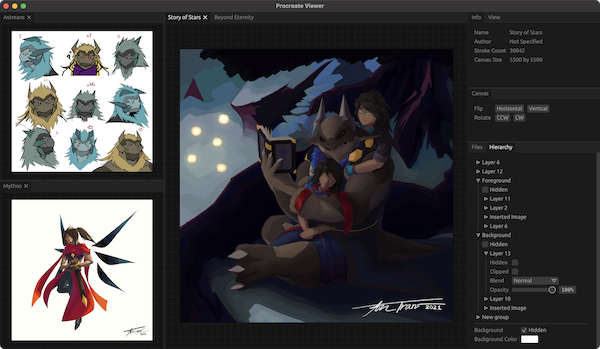 Procreate Viewer
Astreans ✕
Mythos ✕
2021
Story of Stars ✕
Beyond Eternity
2021
Info
View
Name Story of Stars
Author Not Specified
Stroke Count 30042
Canvas Size 5500 by 5500
Canvas
Flip Horizontal Vertical
Rotate CCW CW
Files
Hierarchy
Layer 6
Layer 12
Foreground
Hidden
Layer 11
Layer 2
Inserted Image
Layer 6
Background
Hidden
Layer 13
Hidden
Clipped
Blend Normal
Opacity 100%
Layer 10
Inserted Image
New group
Background Hidden
Background Color